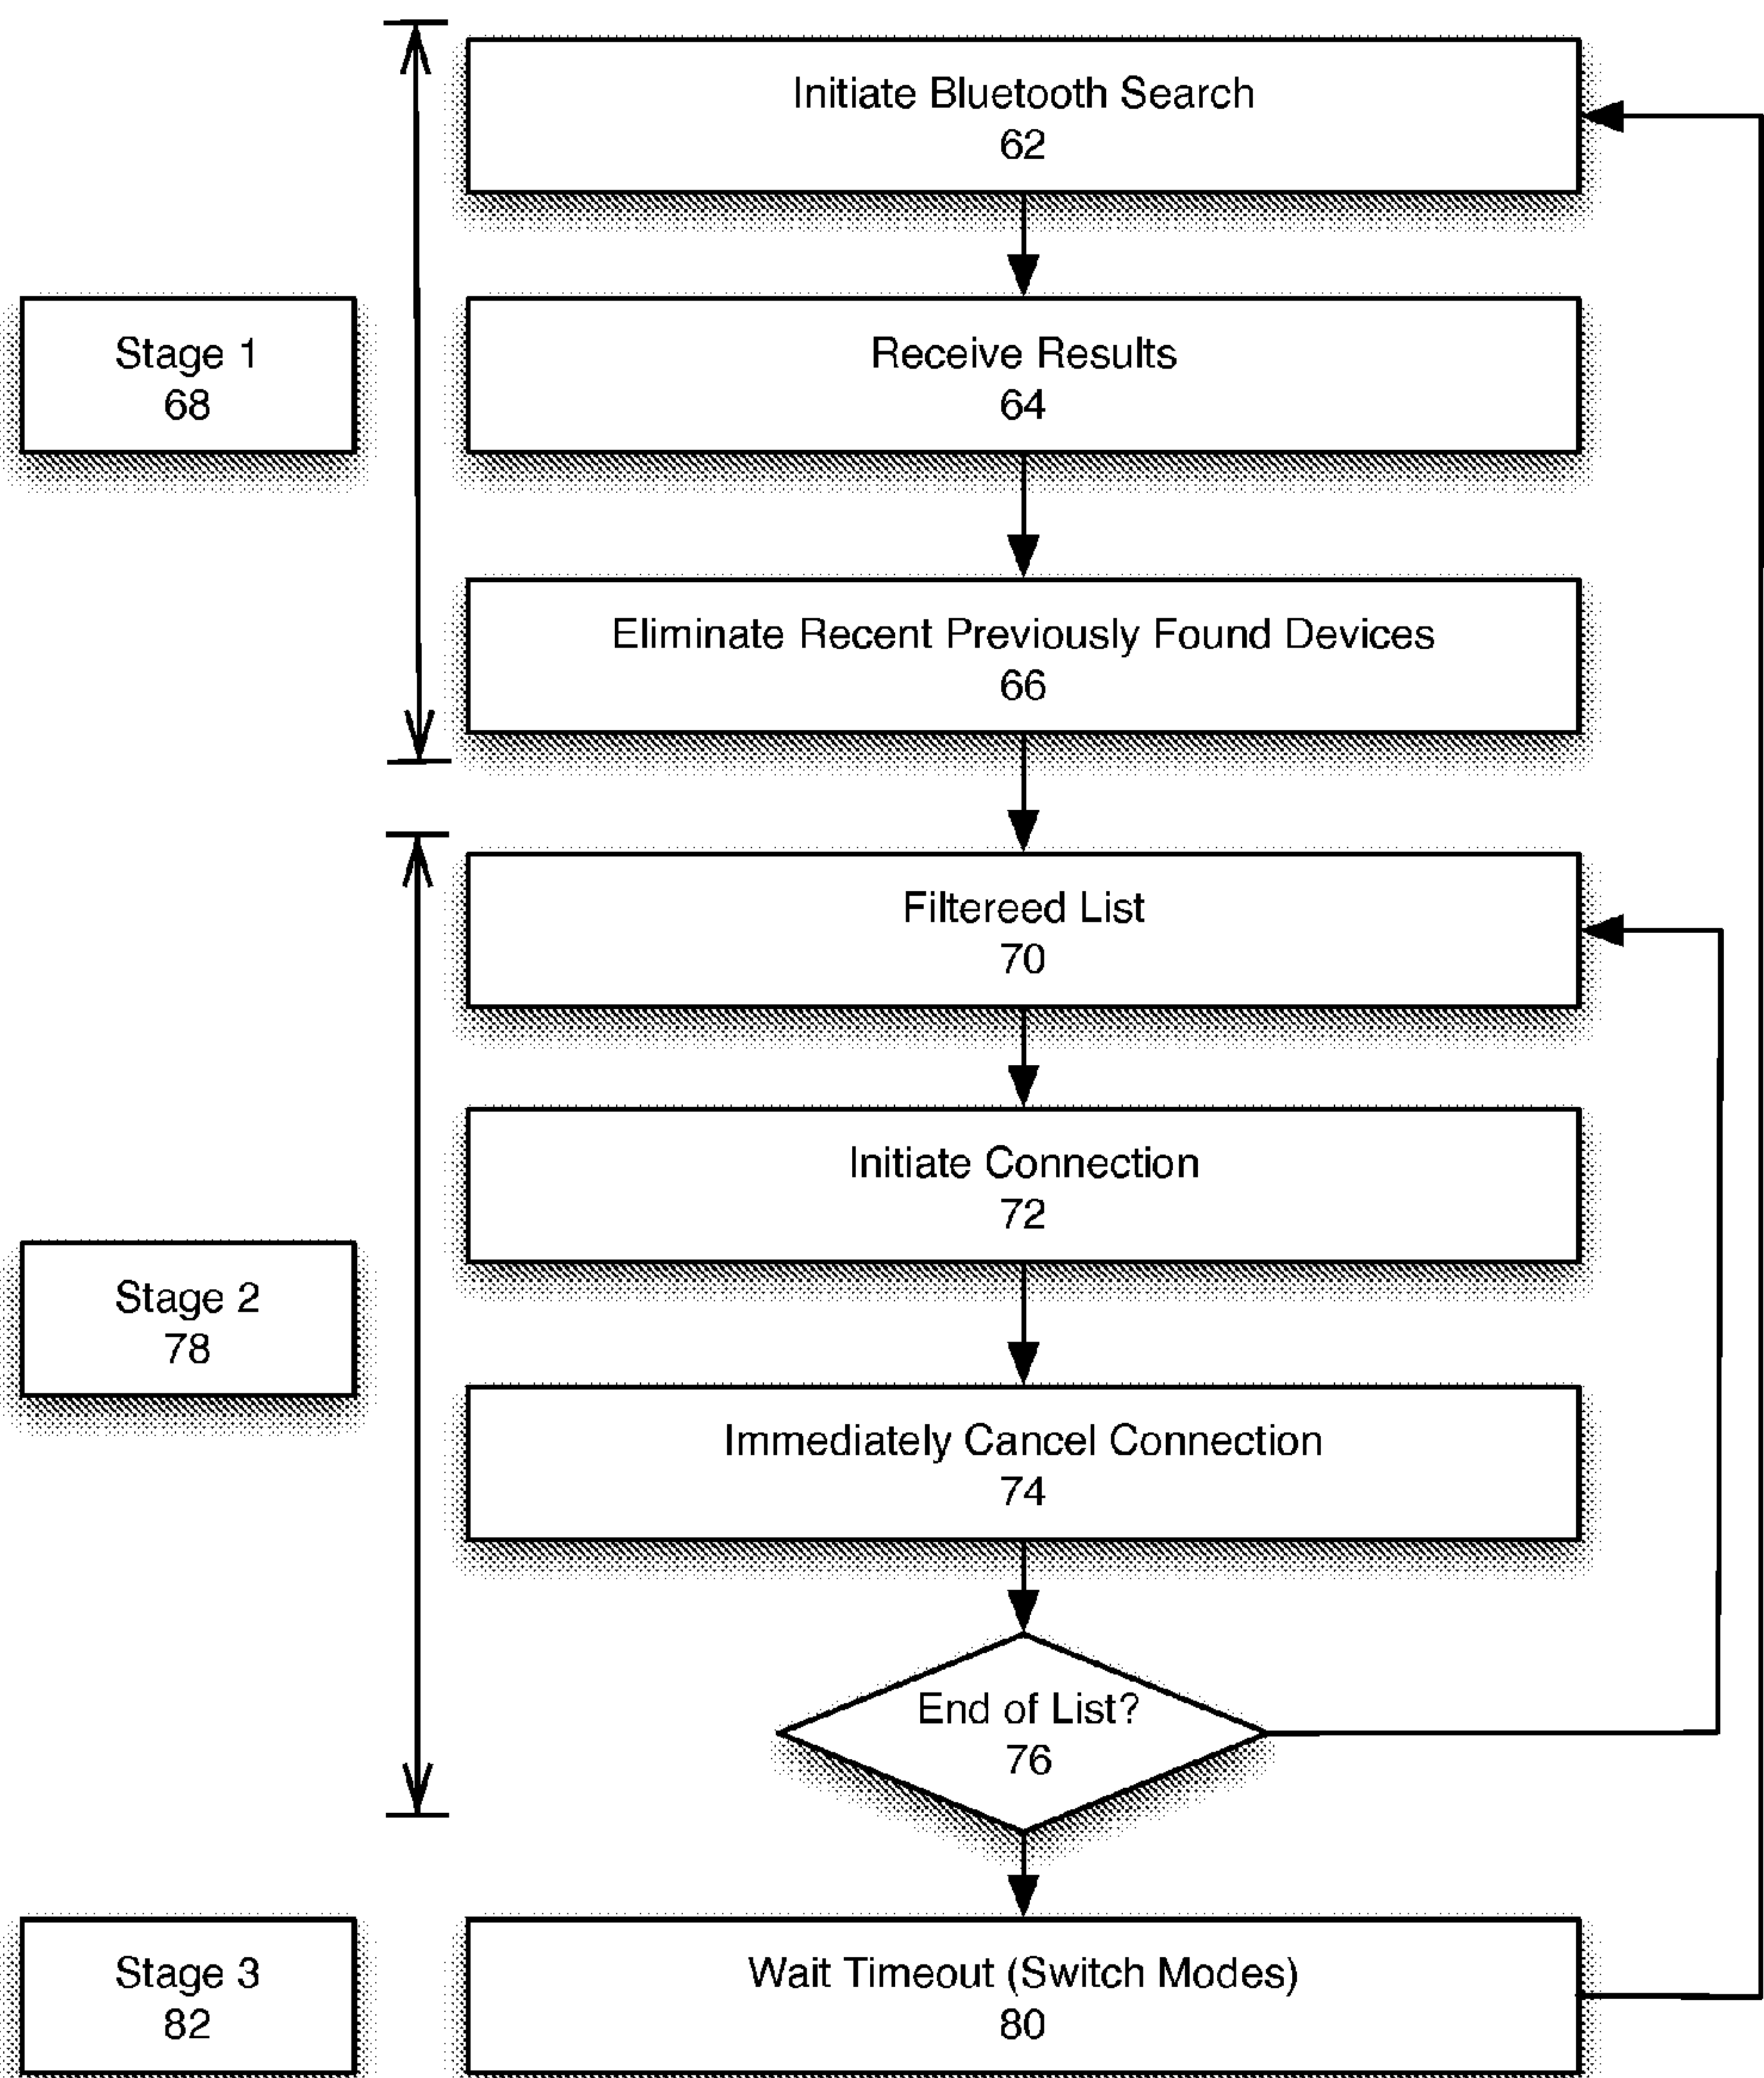 Initiate Bluetooth Search
62
Stage 1
68
Receive Results
64
Eliminate Recent Previously Found Devices
66
Filtereed List
70
Initiate Connection
72
Stage 2
78
Immediately Cancel Connection
74
End of List?
76
Stage 3
82
Wait Timeout (Switch Modes)
80